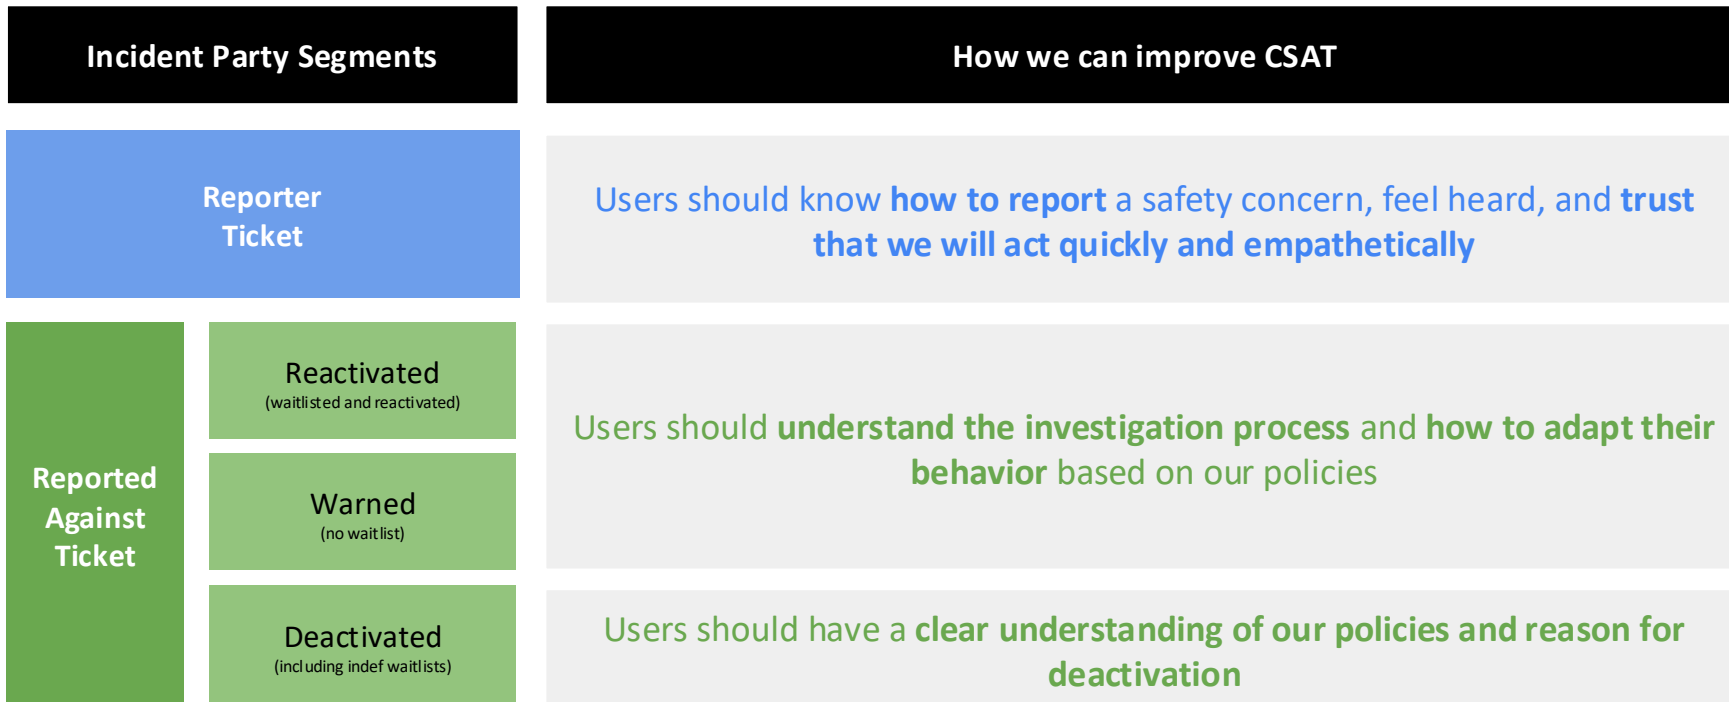 Incident Party Segments
How we can improve CSAT
Reporter
Ticket
Users should know how to report a safety concern, feel heard, and trust
that we will act quickly and empathetically
Reported
Against
Ticket
Reactivated
(waitlisted and reactivated)
Warned
(no waitlist)
Users should understand the investigation process and how to adapt their
behavior based on our policies
Deactivated
(including indef waitlists)
Users should have a clear understanding of our policies and reason for
deactivation